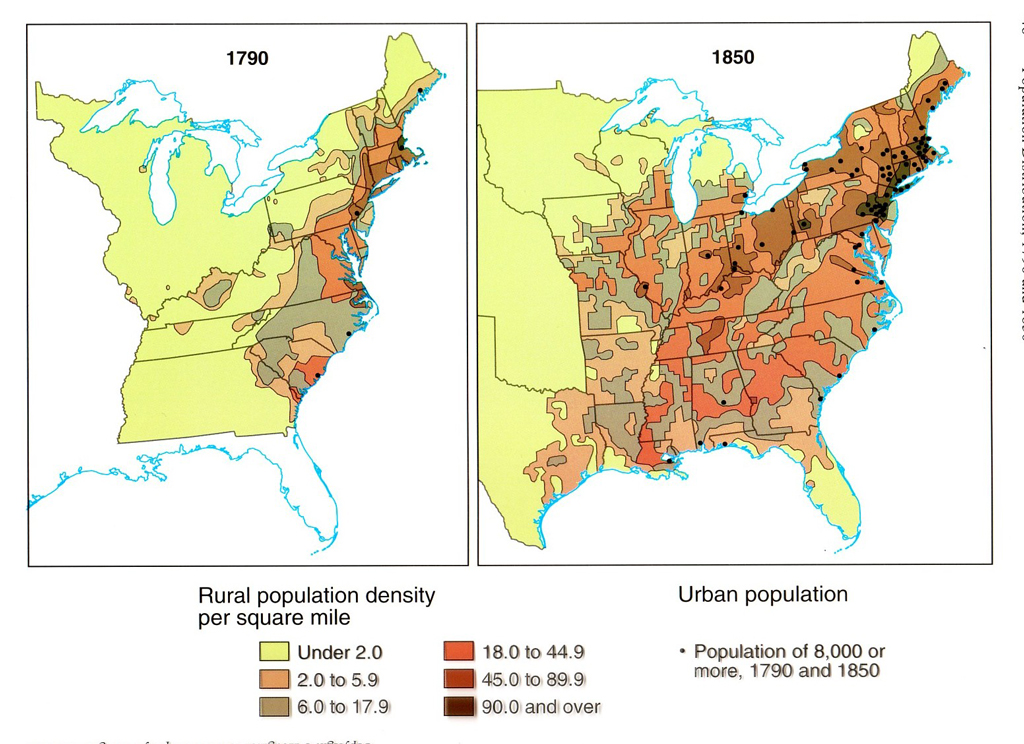 1790
1850
Rural population density
per square mile
Under 2.0
2.0 to 5.9
6.0 to 17.9
18.0 to 44.9
45.0 to 89.9
90.0 and over
Urban population
• Population of 8,000 or
more, 1790 and 1850